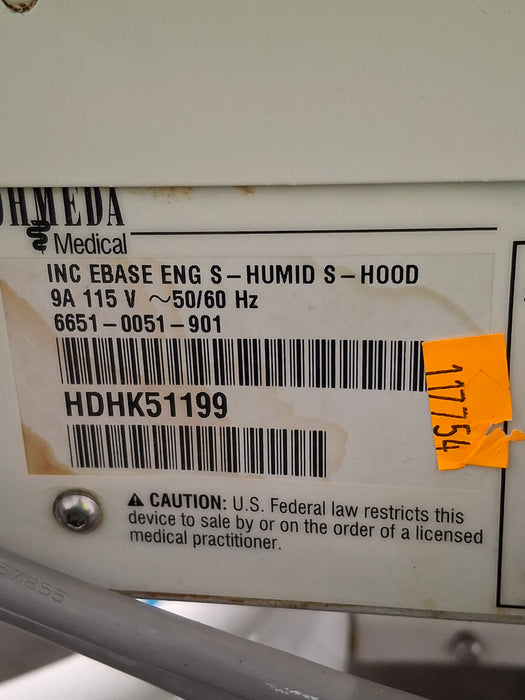 OHMEDA
Medical
INC EBASE ENG S-HUMID S-HOOD
9A 115 V ~50/60 Hz
6651-0051-901
HDHK51199
117754
⚠ CAUTION: U.S. Federal law restricts this
device to sale by or on the order of a licensed
medical practitioner.
57855